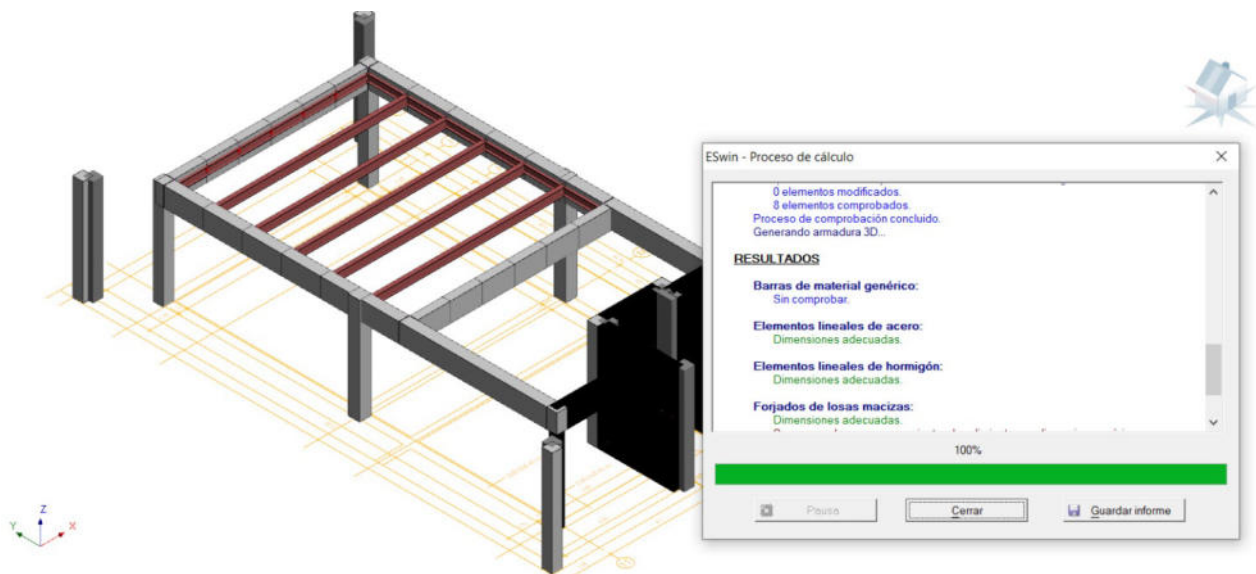 ESwin - Proceso de cálculo
0 elementos modificados.
8 elementos comprobados.
Proceso de comprobación concluido.
Generando armadura 3D...
RESULTADOS
Barras de material genérico:
Sin comprobar.
Elementos lineales de acero:
Dimensiones adecuadas.
Elementos lineales de hormigón:
Dimensiones adecuadas.
Forjados de losas macizas:
Dimensiones adecuadas.
100%
Pausa
Cerrar
Guardar informe
Z
Y
X